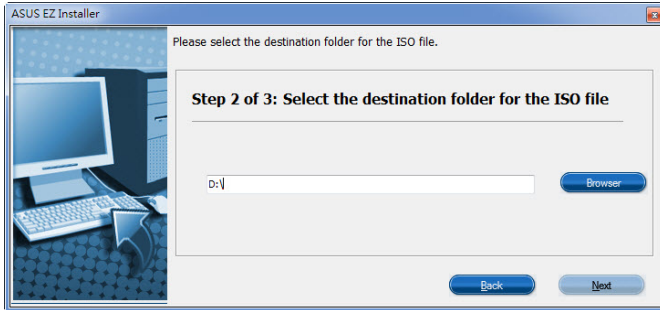 ASUS EZ Installer
Please select the destination folder for the ISO file.
Step 2 of 3: Select the destination folder for the ISO file
D:\
Browser
Back
Next